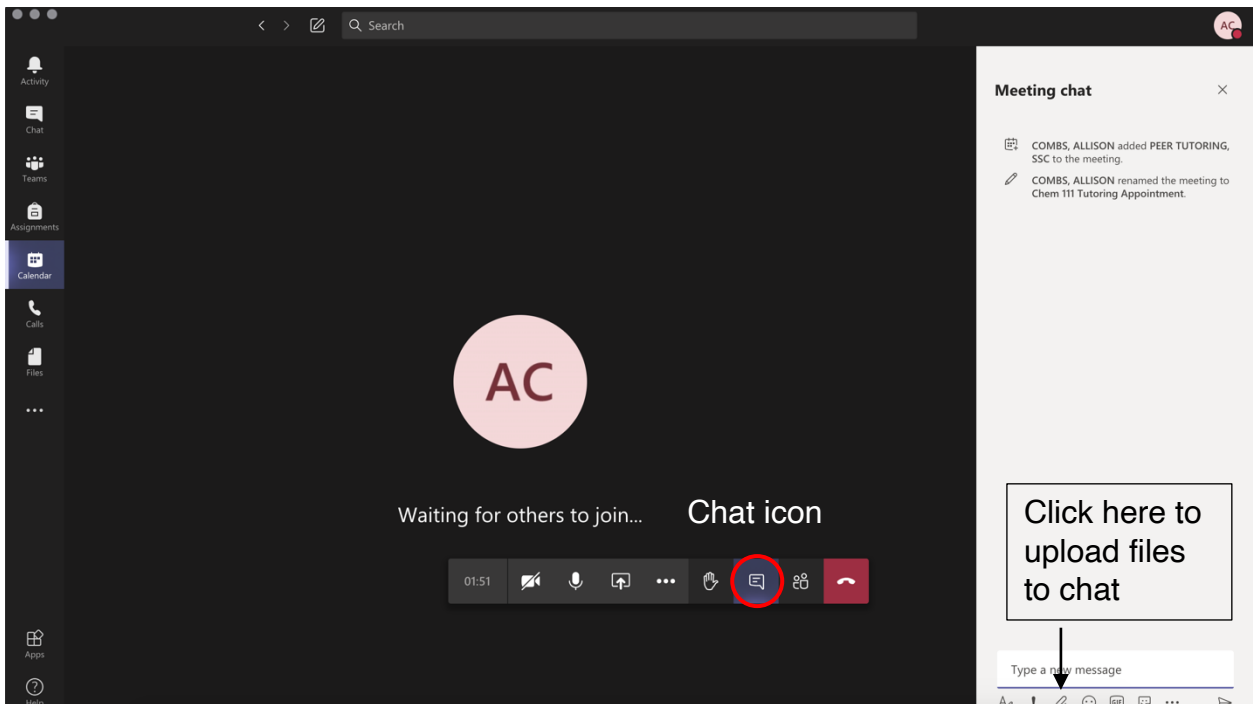 Search
AC
Activity
Chat
Teams
Assignments
Calendar
Calls
Files
Apps
Help
AC
Waiting for others to join...
Chat icon
01:51
Meeting chat
COMBS, ALLISON added PEER TUTORING,
SSC to the meeting.
COMBS, ALLISON renamed the meeting to
Chem 111 Tutoring Appointment.
Click here to
upload files
to chat
Type a new message
GIF